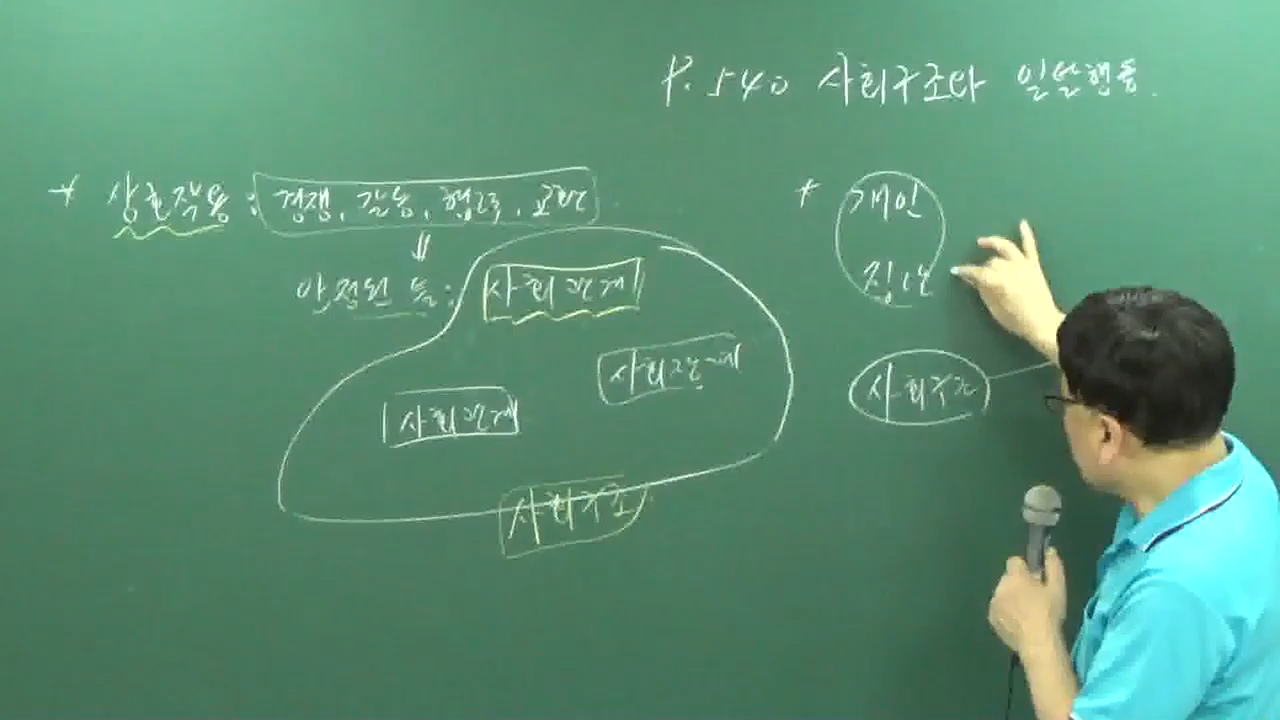 P. 540 사회구조와 일탈행동.
* 상호작용 : 경쟁, 갈등, 협력, 교환
⇓
안정된 틀 : 사회관계
사회관계
사회관계
사회구조
* 개인
집단
사회구조